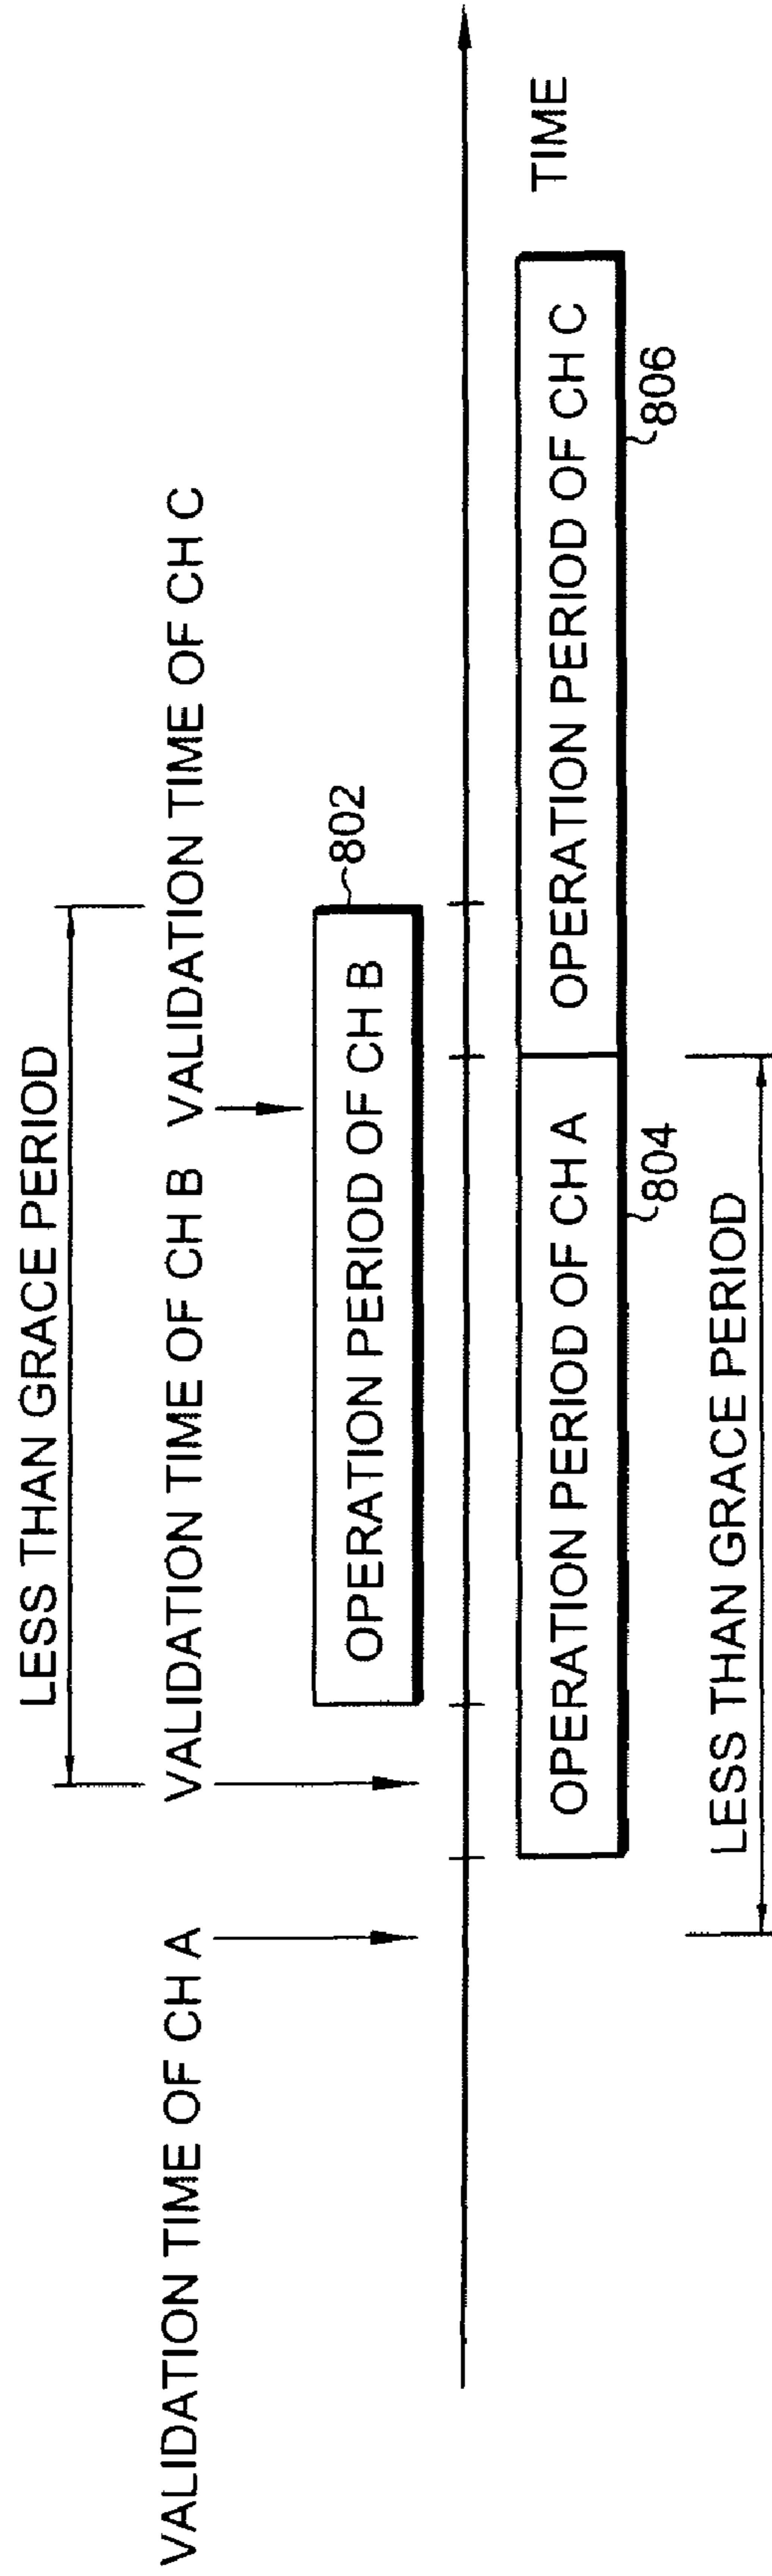 LESS THAN GRACE PERIOD
VALIDATION TIME OF CH A
VALIDATION TIME OF CH B
VALIDATION TIME OF CH C
OPERATION PERIOD OF CH B
802
TIME
OPERATION PERIOD OF CH A
OPERATION PERIOD OF CH C
804
806
LESS THAN GRACE PERIOD